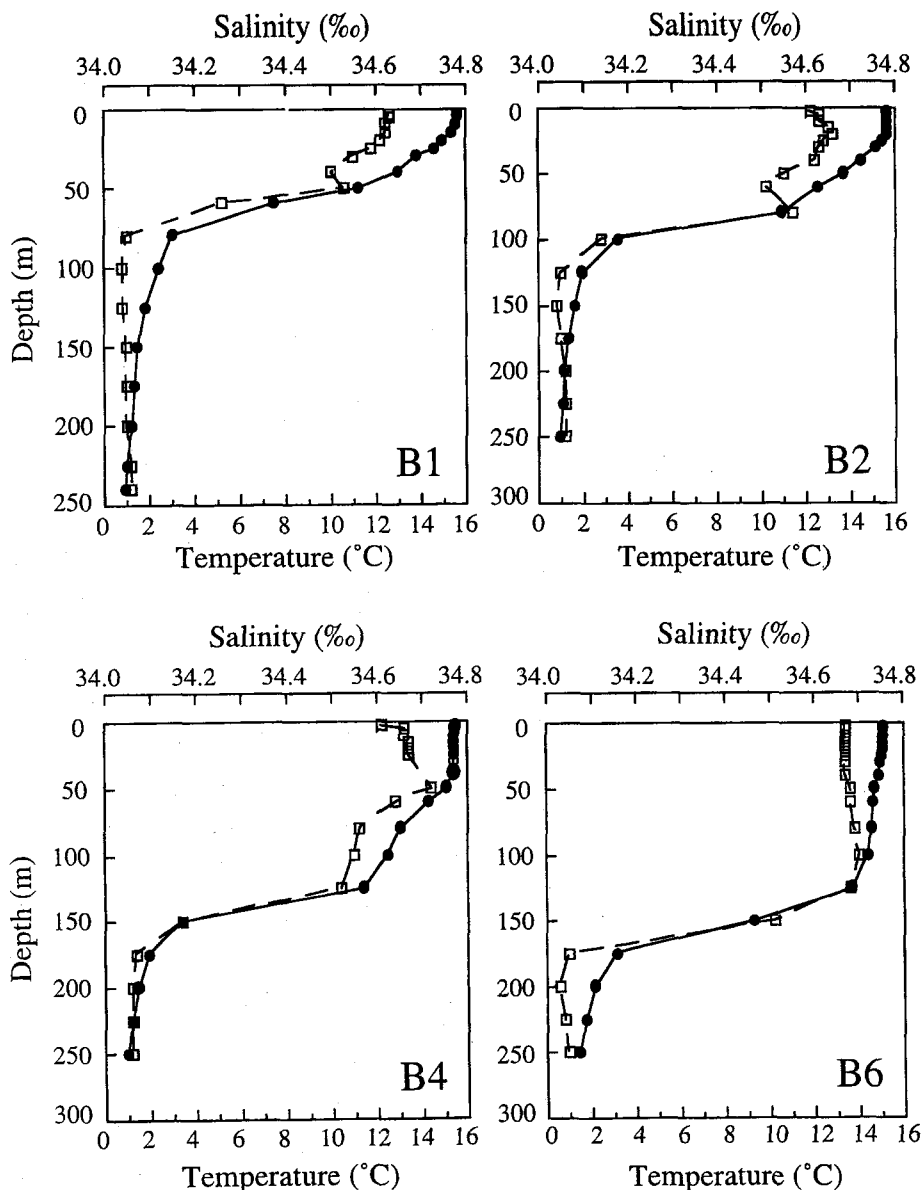 Salinity (‰)
34.0 34.2 34.4 34.6 34.8
0
50
100
150
200
250
Depth (m)
B1
0 2 4 6 8 10 12 14 16
Temperature (°C)
Salinity (‰)
34.0 34.2 34.4 34.6 34.8
0
50
100
150
200
250
300
B2
0 2 4 6 8 10 12 14 16
Temperature (°C)
Salinity (‰)
34.0 34.2 34.4 34.6 34.8
0
50
100
150
200
250
300
Depth (m)
B4
0 2 4 6 8 10 12 14 16
Temperature (°C)
Salinity (‰)
34.0 34.2 34.4 34.6 34.8
0
50
100
150
200
250
300
B6
0 2 4 6 8 10 12 14 16
Temperature (°C)